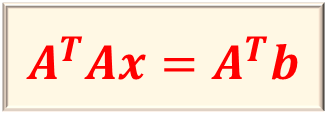 AᵀAx = Aᵀb